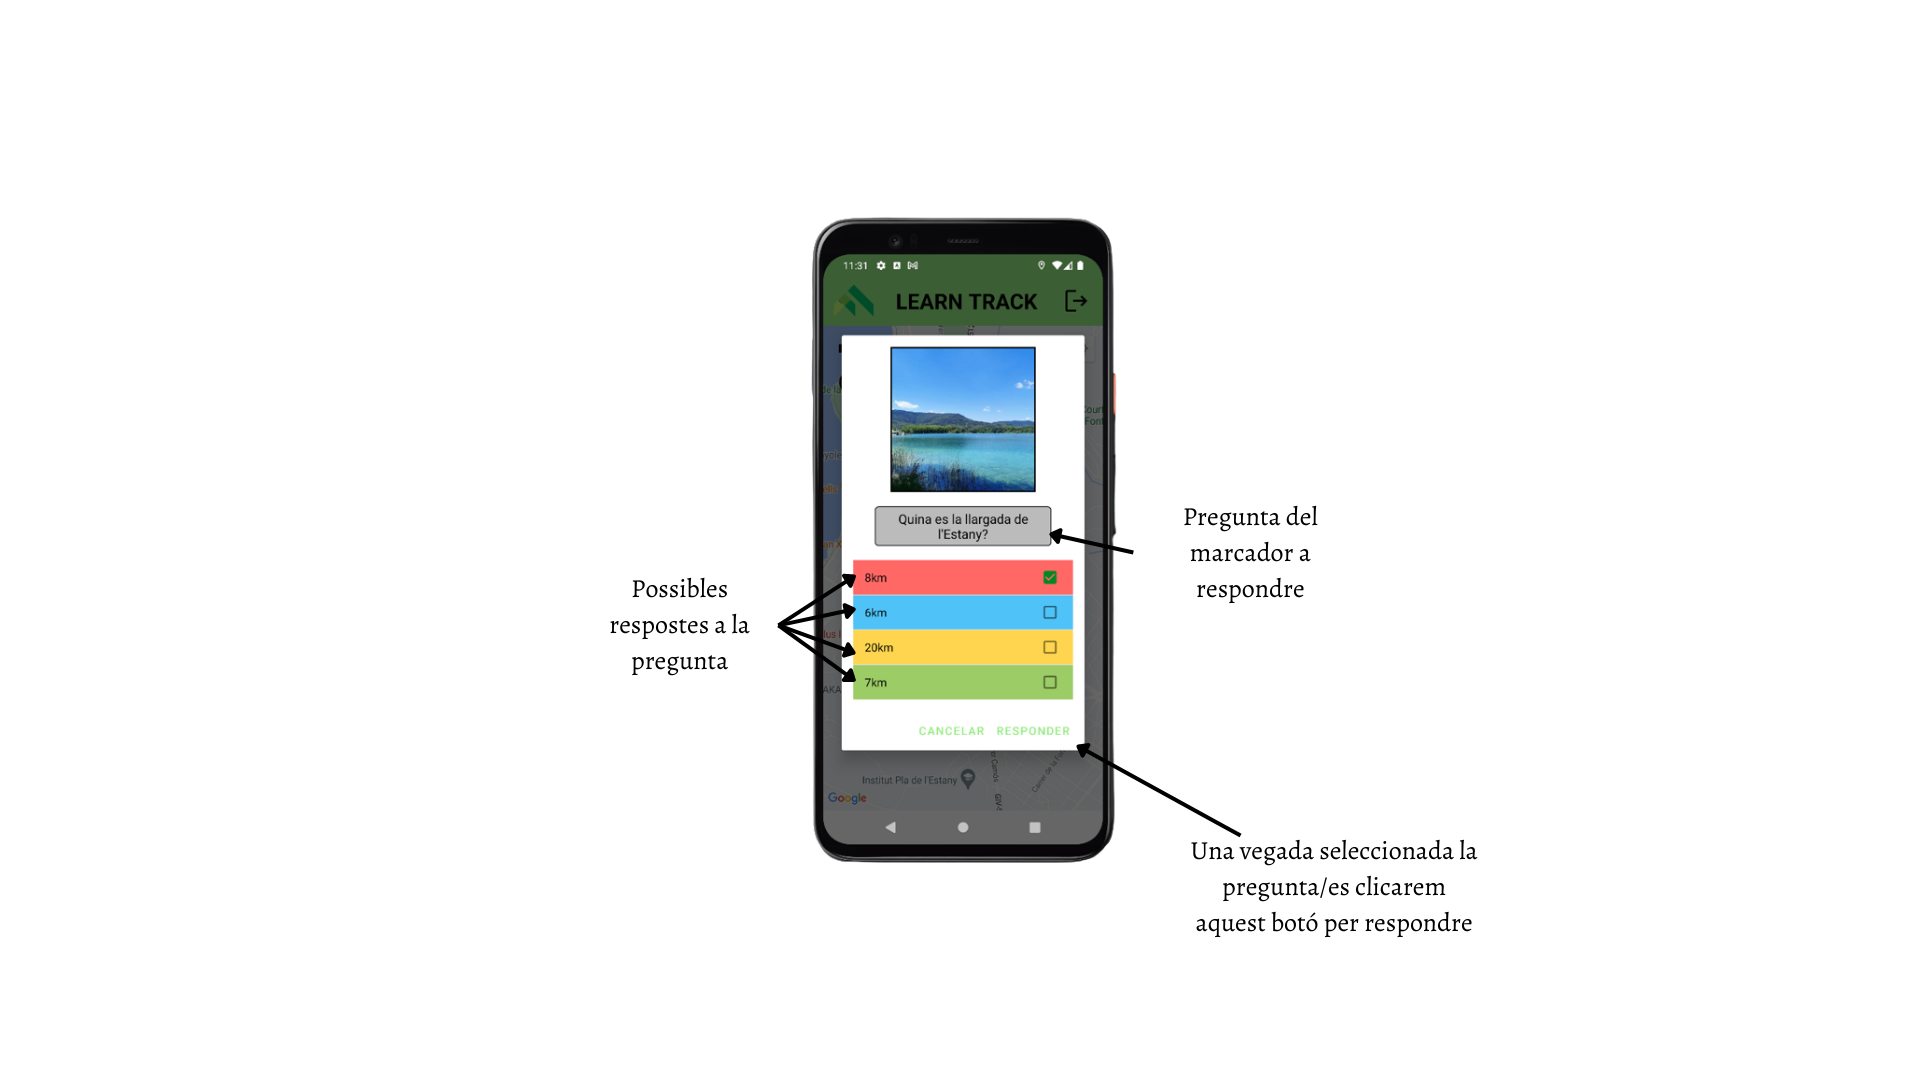 11:31
LEARN TRACK
Quina es la llargada de
l'Estany?
8km
6km
20km
7km
CANCELAR RESPONDER
Institut Pla de l'Estany
Google
Possibles
respostes a la
pregunta
Pregunta del
marcador a
respondre
Una vegada seleccionada la
pregunta/es clicarem
aquest botó per respondre